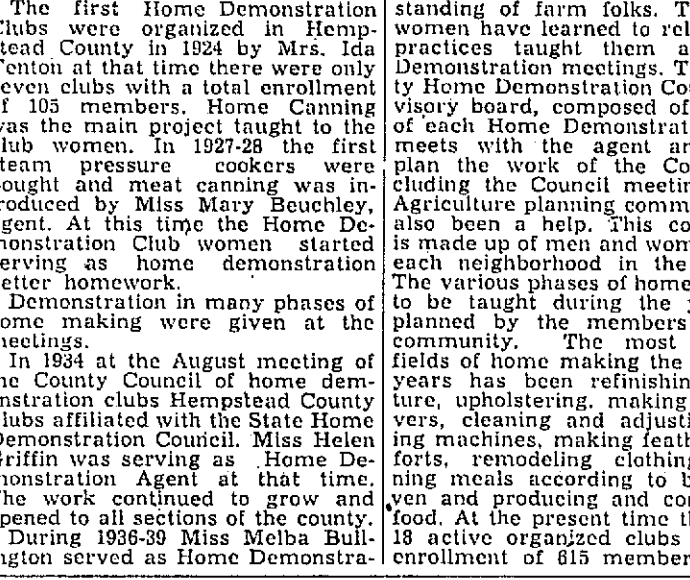 The first Home Demonstration
Clubs were organized in Hemp-
stead County in 1924 by Mrs. Ida
Fenton at that time there were only
seven clubs with a total enrollment
of 105 members. Home Canning
was the main project taught to the
club women. In 1927-28 the first
steam pressure cookers were
bought and meat canning was in-
troduced by Miss Mary Beuchley,
agent. At this time the Home De-
monstration Club women started
serving as home demonstration
better homework.
Demonstration in many phases of
home making were given at the
meetings.
In 1934 at the August meeting of
the County Council of home dem-
onstration clubs Hempstead County
clubs affiliated with the State Home
Demonstration Council. Miss Helen
Griffin was serving as Home De-
monstration Agent at that time.
The work continued to grow and
opened to all sections of the county.
During 1936-39 Miss Melba Bull-
ington served as Home Demonstra-
standing of farm folks. T
women have learned to rel
practices taught them a
Demonstration meetings. T
ty Home Demonstration Co
visory board, composed of
of each Home Demonstrat
meets with the agent an
plan the work of the Co
cluding the Council meetin
Agriculture planning comm
also been a help. This co
is made up of men and wom
each neighborhood in the
The various phases of home
to be taught during the
planned by the members
community. The most
fields of home making the
years has been refinishin
ture, upholstering, making
vers, cleaning and adjusti
ing machines, making feath
forts, remodeling clothing
ning meals according to b
ven and producing and con
food. At the present time th
18 active organized clubs
enrollment of 615 member